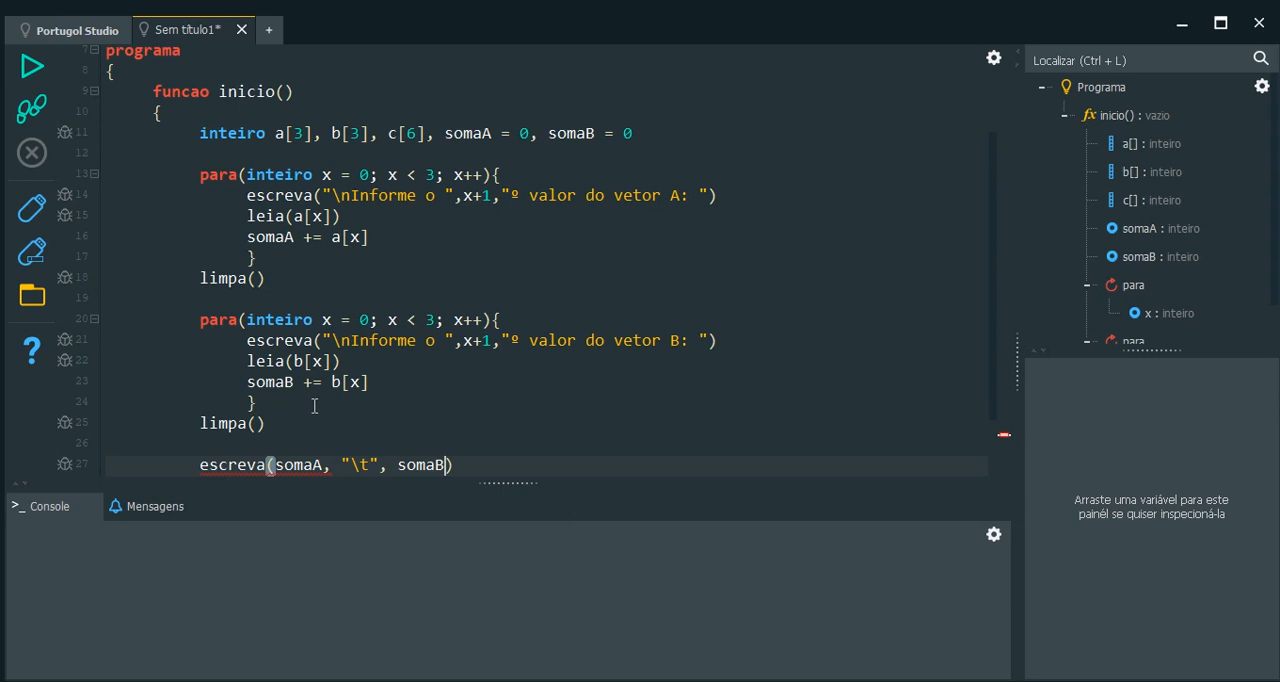 Portugol Studio
Sem título1*
+
7 programa
8 {
9 funcao inicio()
10 {
11 inteiro a[3], b[3], c[6], somaA = 0, somaB = 0
12
13 para(inteiro x = 0; x < 3; x++){
14 escreva("\nInforme o ",x+1,"º valor do vetor A: ")
15 leia(a[x])
16 somaA += a[x]
17 }
18 limpa()
19
20 para(inteiro x = 0; x < 3; x++){
21 escreva("\nInforme o ",x+1,"º valor do vetor B: ")
22 leia(b[x])
23 somaB += b[x]
24 }
25 limpa()
26
27 escreva(somaA, "\t", somaB)
>_ Console
Mensagens
Localizar (Ctrl + L)
Programa
fx inicio() : vazio
a[] : inteiro
b[] : inteiro
c[] : inteiro
somaA : inteiro
somaB : inteiro
para
x : inteiro
para
Arraste uma variável para este
painél se quiser inspecioná-la